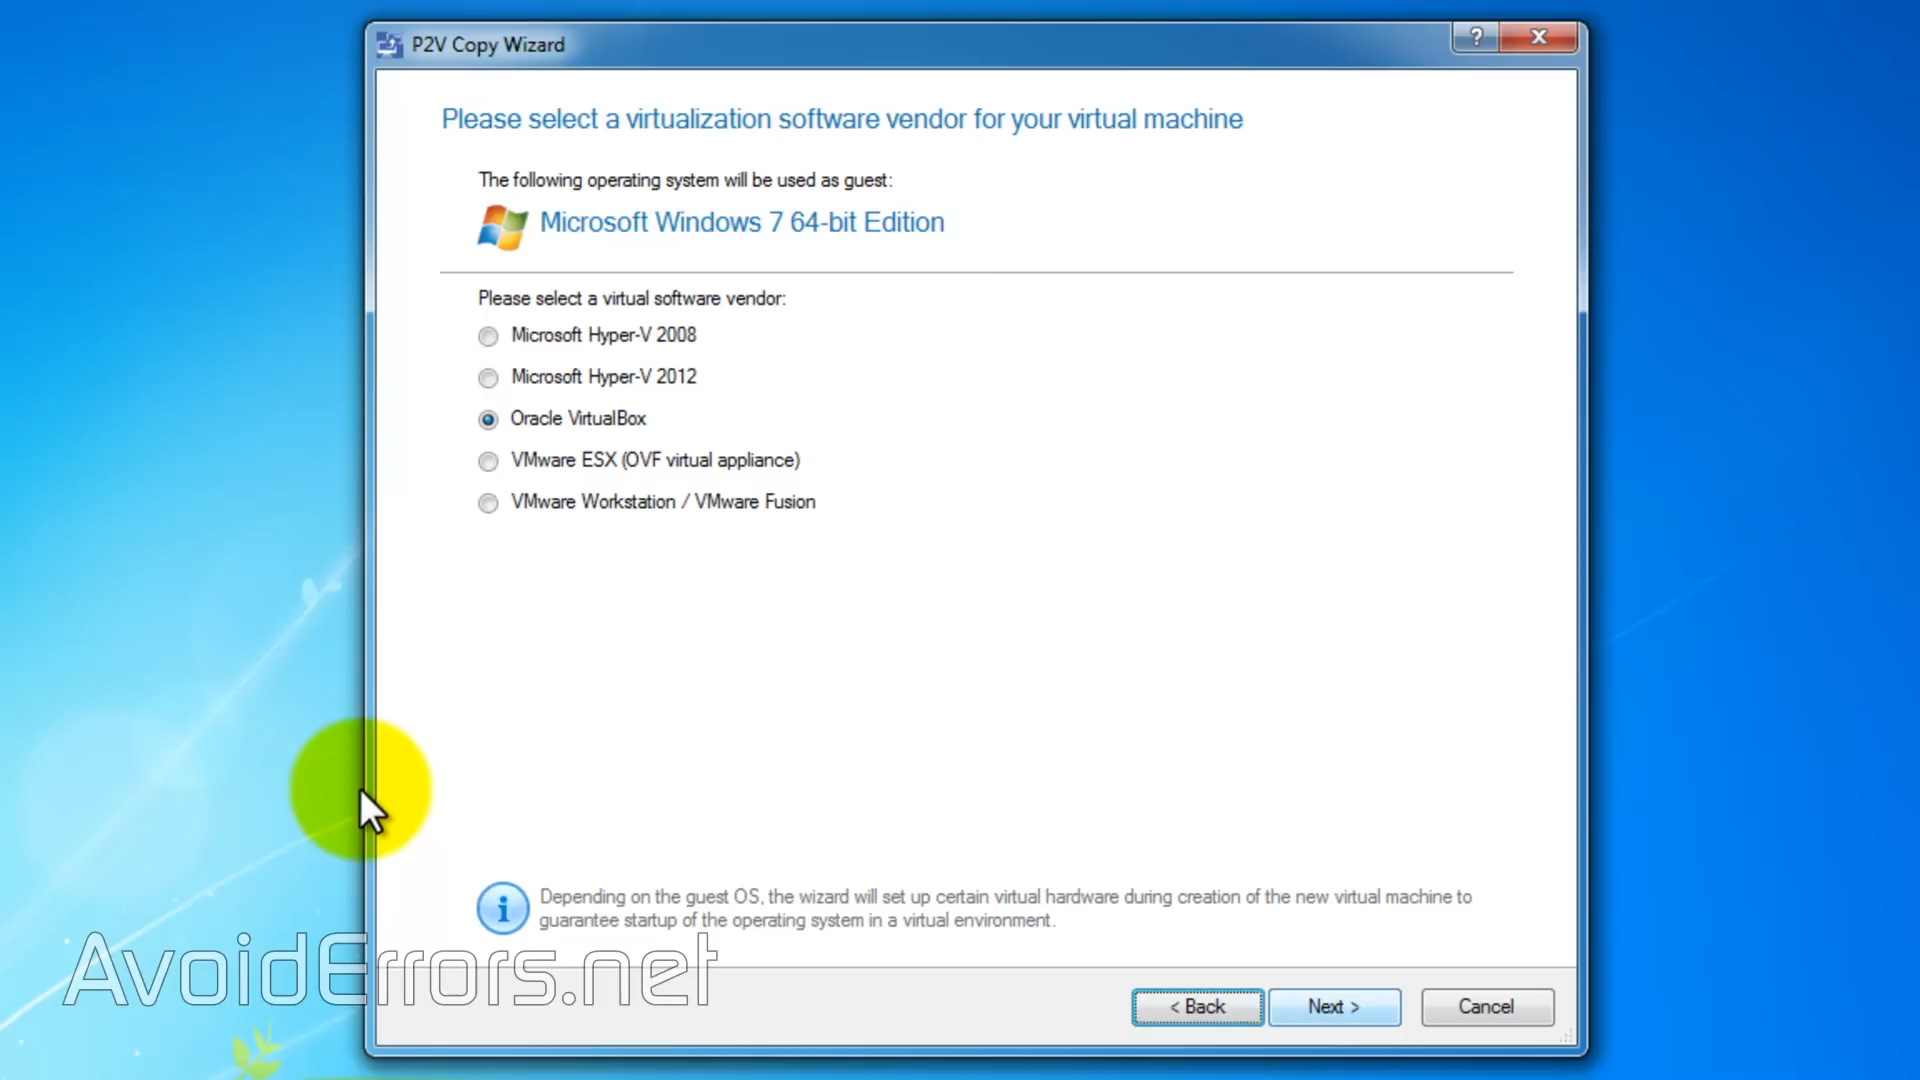 P2V Copy Wizard
?
Please select a virtualization software vendor for your virtual machine
The following operating system will be used as guest:
Microsoft Windows 7 64-bit Edition
Please select a virtual software vendor:
Microsoft Hyper-V 2008
Microsoft Hyper-V 2012
Oracle VirtualBox
VMware ESX (OVF virtual appliance)
VMware Workstation / VMware Fusion
Depending on the guest OS, the wizard will set up certain virtual hardware during creation of the new virtual machine to
guarantee startup of the operating system in a virtual environment.
AvoidErrors.net
< Back
Next >
Cancel